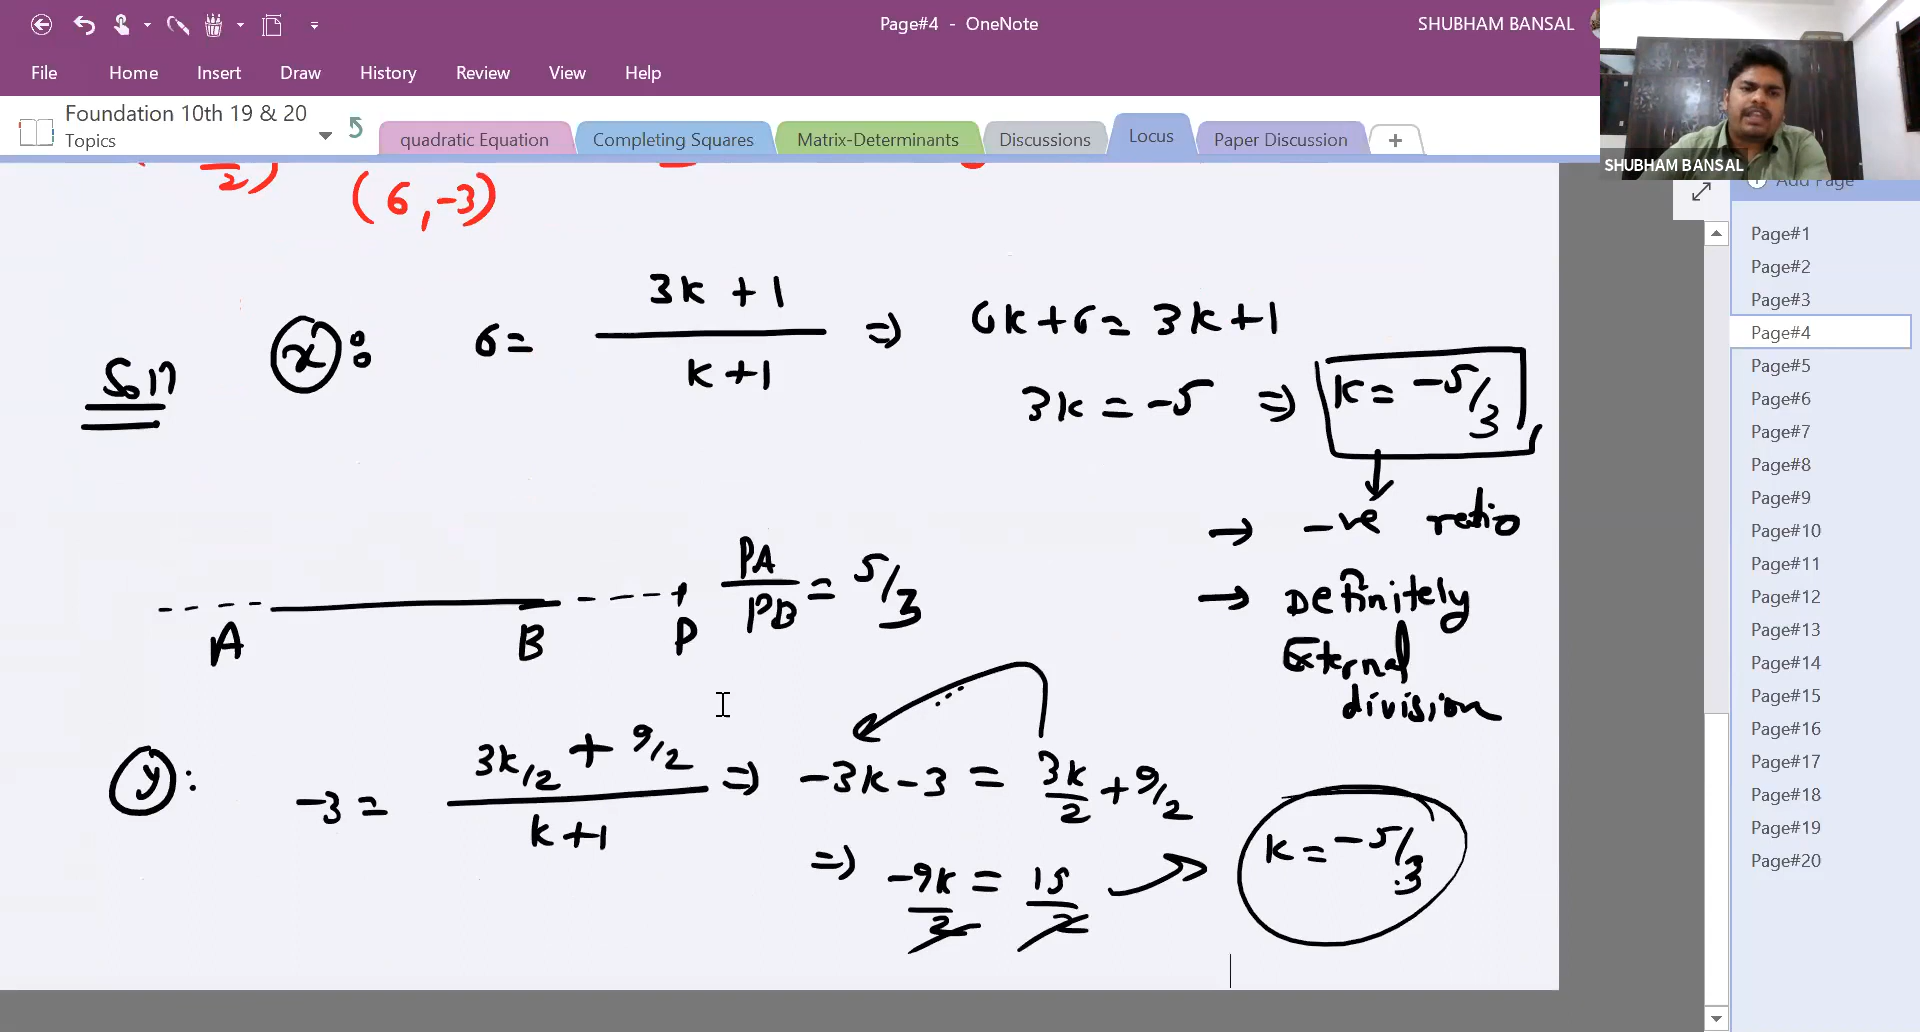 Page#4 - OneNote
SHUBHAM BANSAL
File Home Insert Draw History Review View Help
Foundation 10th 19 & 20
Topics
quadratic Equation
Completing Squares
Matrix-Determinants
Discussions
Locus
Paper Discussion
+
SHUBHAM BANSAL
Add Page
Page#1
Page#2
Page#3
Page#4
Page#5
Page#6
Page#7
Page#8
Page#9
Page#10
Page#11
Page#12
Page#13
Page#14
Page#15
Page#16
Page#17
Page#18
Page#19
Page#20
2)
(6,-3)
Soln
x: 6 = (3k+1)/(k+1) ⇒ 6k+6 = 3k+1
3k = -5 ⇒ k = -5/3
→ -ve ratio
→ Definitely
External
division
A B P PA/PB = 5/3
y: -3 = (3k/2 + 9/2)/(k+1) ⇒ -3k-3 = 3k/2 + 9/2
⇒ -9k/2 = 15/2
k = -5/3